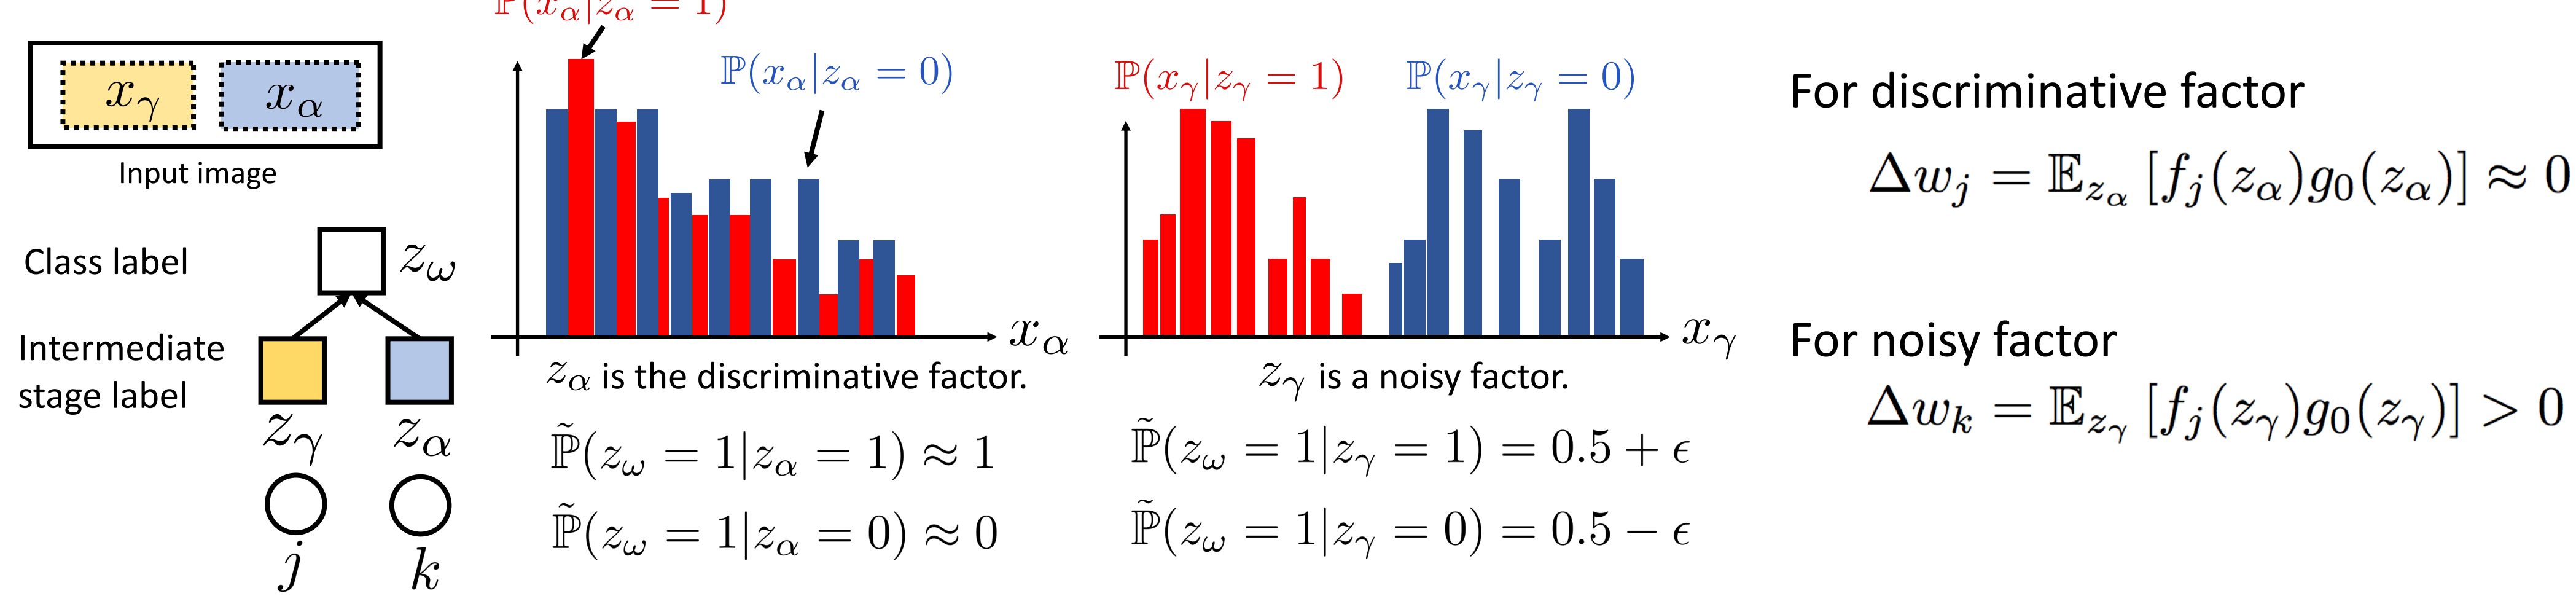 x_γ x_α
Input image
Class label z_ω
Intermediate
stage label
z_γ z_α
j k
ℙ(x_α|z_α = 1)
ℙ(x_α|z_α = 0)
x_α
z_α is the discriminative factor.
ℙ̃(z_ω = 1|z_α = 1) ≈ 1
ℙ̃(z_ω = 1|z_α = 0) ≈ 0
ℙ(x_γ|z_γ = 1) ℙ(x_γ|z_γ = 0)
x_γ
z_γ is a noisy factor.
ℙ̃(z_ω = 1|z_γ = 1) = 0.5 + ϵ
ℙ̃(z_ω = 1|z_γ = 0) = 0.5 − ϵ
For discriminative factor
Δw_j = 𝔼_{z_α} [f_j(z_α)g_0(z_α)] ≈ 0
For noisy factor
Δw_k = 𝔼_{z_γ} [f_j(z_γ)g_0(z_γ)] > 0